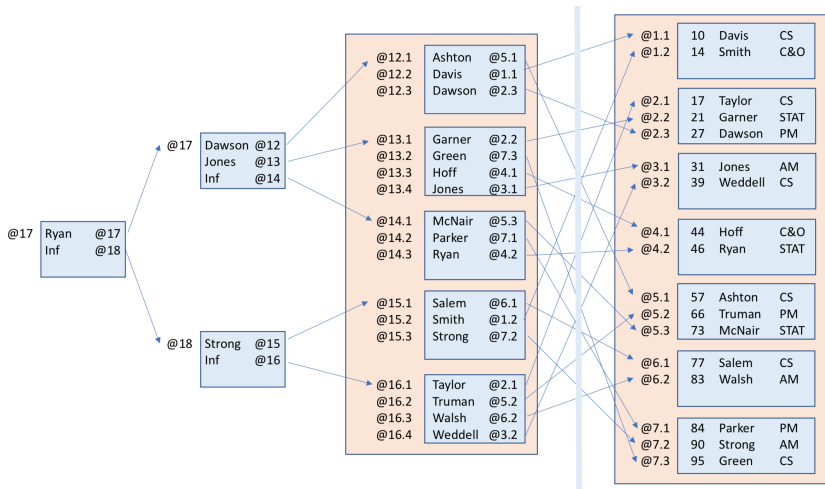 @17 Ryan @17
Inf @18
@17 Dawson @12
Jones @13
Inf @14
@18 Strong @15
Inf @16
@12.1 Ashton @5.1
@12.2 Davis @1.1
@12.3 Dawson @2.3
@13.1 Garner @2.2
@13.2 Green @7.3
@13.3 Hoff @4.1
@13.4 Jones @3.1
@14.1 McNair @5.3
@14.2 Parker @7.1
@14.3 Ryan @4.2
@15.1 Salem @6.1
@15.2 Smith @1.2
@15.3 Strong @7.2
@16.1 Taylor @2.1
@16.2 Truman @5.2
@16.3 Walsh @6.2
@16.4 Weddell @3.2
@1.1 10 Davis CS
@1.2 14 Smith C&O
@2.1 17 Taylor CS
@2.2 21 Garner STAT
@2.3 27 Dawson PM
@3.1 31 Jones AM
@3.2 39 Weddell CS
@4.1 44 Hoff C&O
@4.2 46 Ryan STAT
@5.1 57 Ashton CS
@5.2 66 Truman PM
@5.3 73 McNair STAT
@6.1 77 Salem CS
@6.2 83 Walsh AM
@7.1 84 Parker PM
@7.2 90 Strong AM
@7.3 95 Green CS